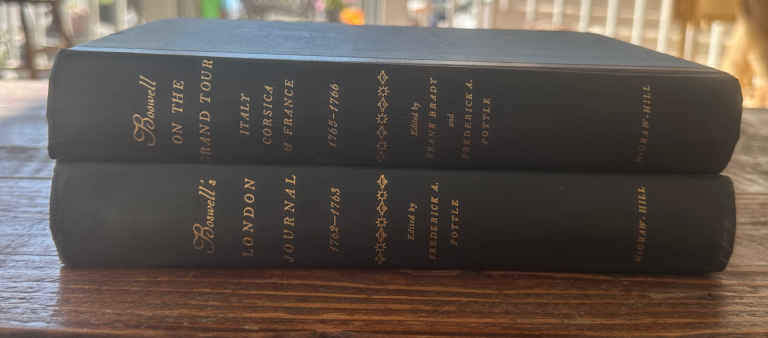 Boswell
ON THE
GRAND TOUR
ITALY
CORSICA
& FRANCE
1765-1766
Edited by
FRANK BRADY
and
FREDERICK A.
POTTLE
McGRAW-HILL
Boswell's
LONDON
JOURNAL
1762-1763
Edited by
FREDERICK A.
POTTLE
McGRAW-HILL